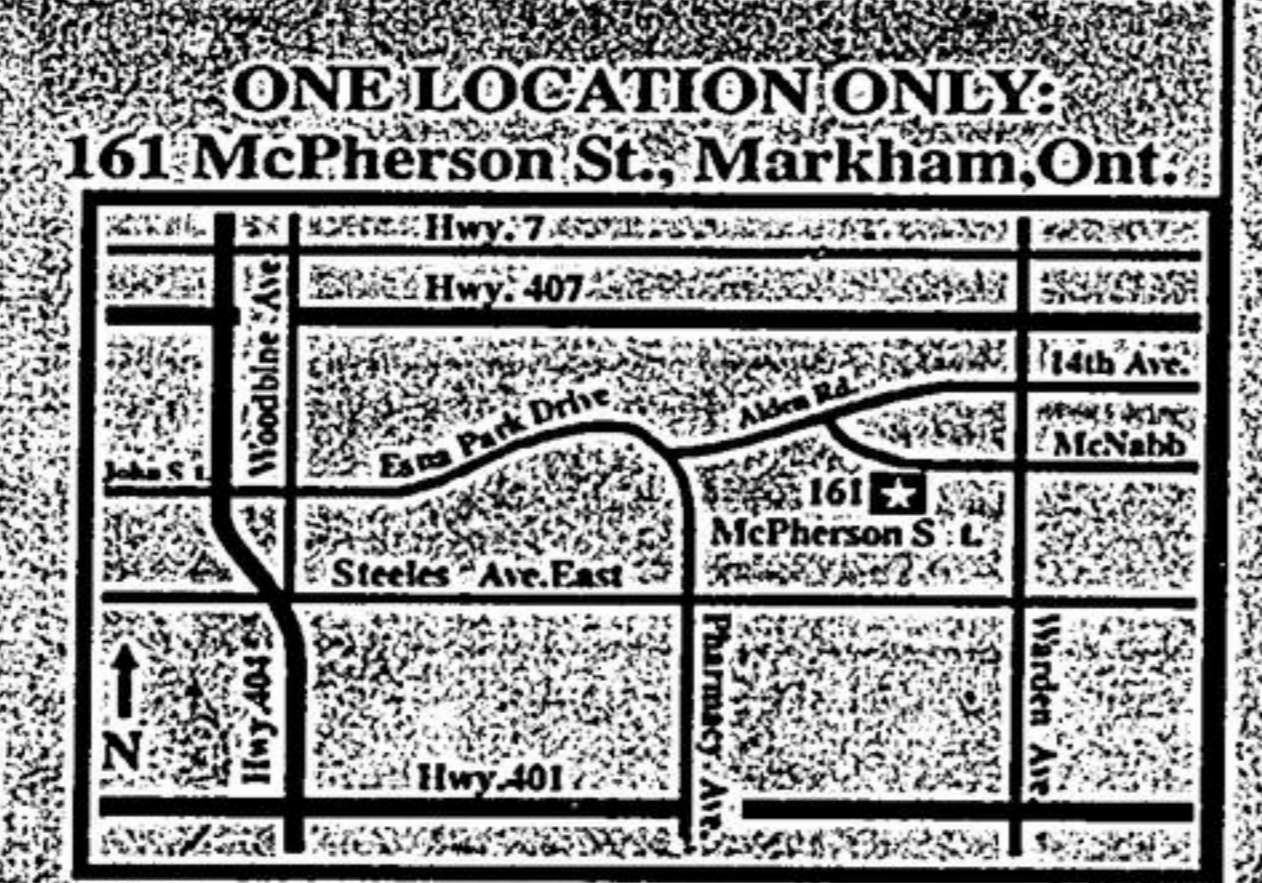 ONE LOCATION ONLY:
161 McPherson St., Markham, Ont.
Hwy. 7
Hwy. 407
Woodbine Ave
14th Ave.
Esna Park Drive
Alden Rd.
McNabb
John St.
161
McPherson St.
Steeles Ave. East
Hwy 404
N
Pharmacy Ave.
Warden Ave
Hwy. 401